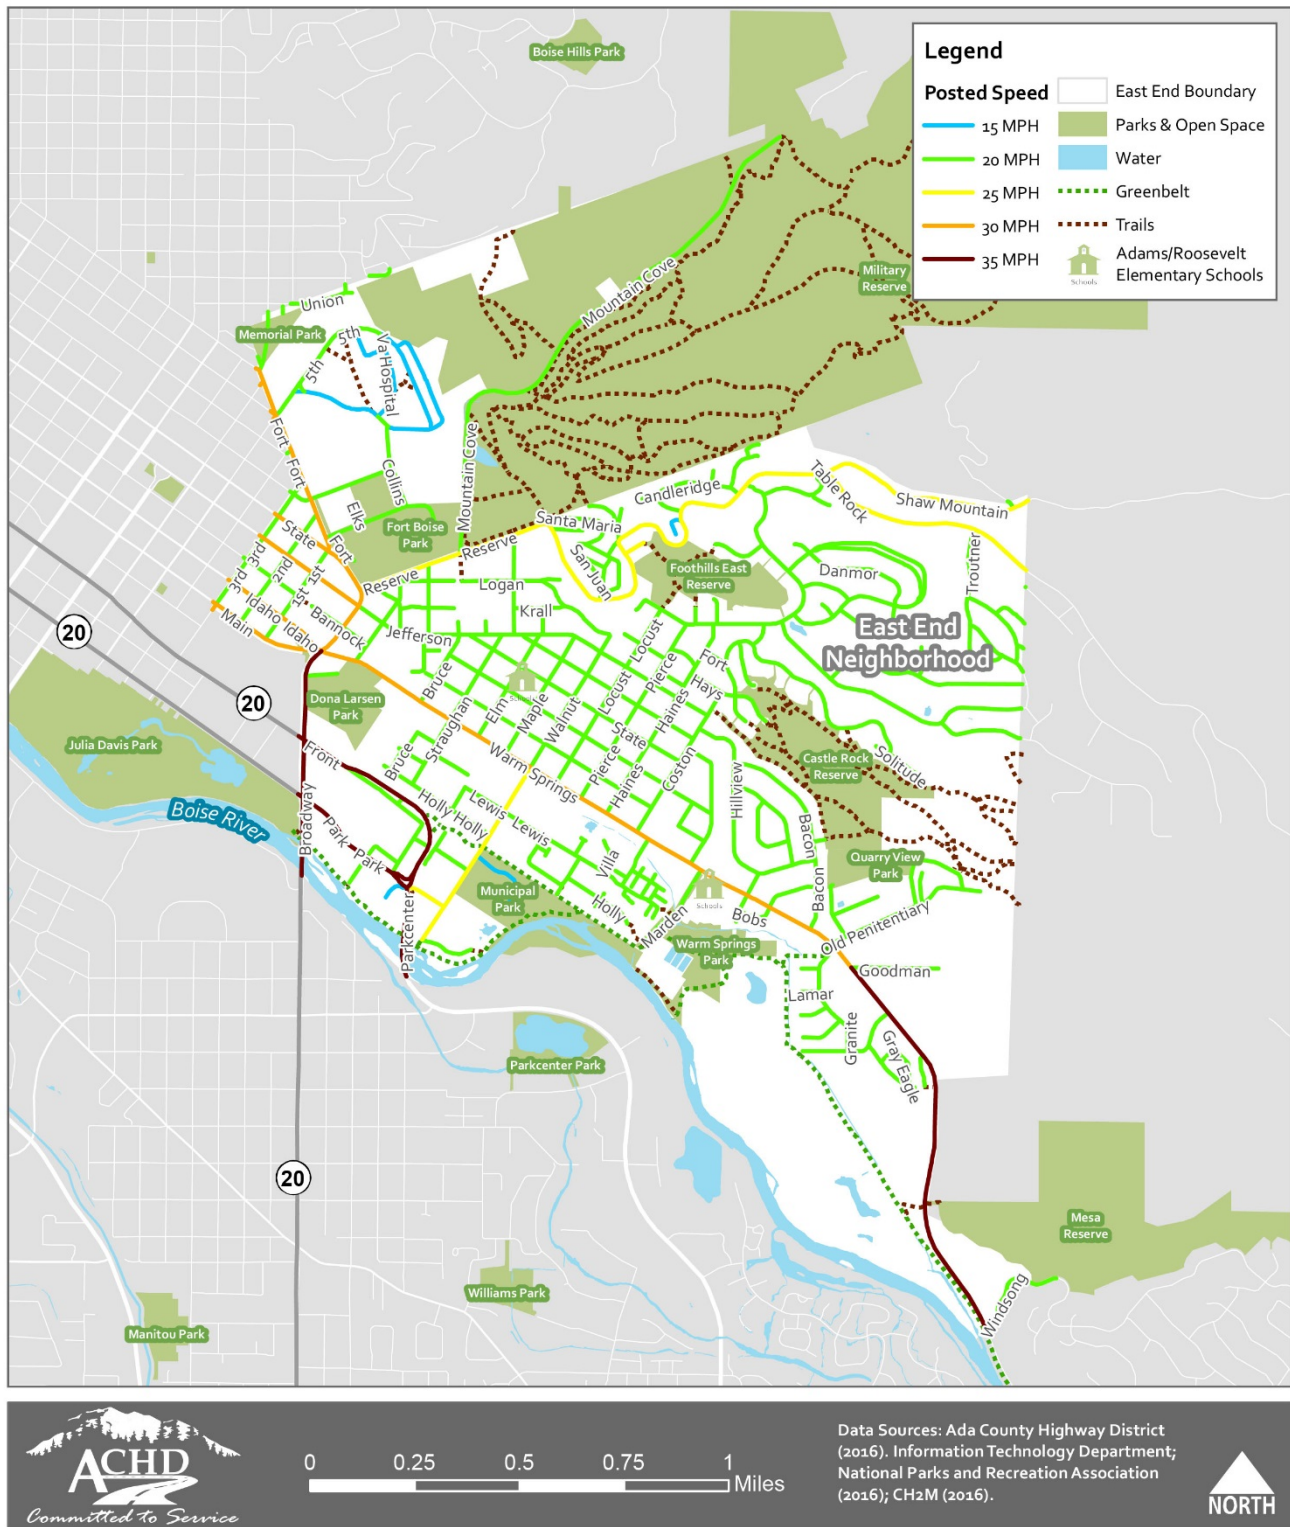 Boise Hills Park
Legend
Posted Speed
15 MPH
20 MPH
25 MPH
30 MPH
35 MPH
East End Boundary
Parks & Open Space
Water
Greenbelt
Trails
Schools
Adams/Roosevelt
Elementary Schools
Military
Reserve
Mountain Cove
Union
Memorial Park
5th
5th
Va Hospital
Fort
Fort
Collins
Mountain Cove
Elks
Fort Boise
Park
Fort
State
3rd
3rd
2nd
1st
1st
Idaho
Idaho
Main
Bannock
Reserve
Reserve
Santa Maria
San Juan
Candleridge
Table Rock
Shaw Mountain
Troutner
Danmor
Foothills East
Reserve
East End
Neighborhood
Logan
Krall
Jefferson
Bruce
Straughan
Elm
Maple
Walnut
Locust
Locust
Pierce
Pierce
Haines
Haines
Fort
Hays
State
Coston
Schools
20
20
Dona Larsen
Park
Julia Davis Park
Boise River
Broadway
Front
Park
Park
Bruce
Holly
Holly
Lewis
Lewis
Warm Springs
Hillview
Bacon
Bacon
Castle Rock
Reserve
Solitude
Quarry View
Park
Villa
Schools
Municipal
Park
Holly
Marden
Bobs
Old Penitentiary
Warm Springs
Park
Parkcenter
Goodman
Lamar
Granite
Gray Eagle
Parkcenter Park
20
Mesa
Reserve
Williams Park
Windsong
Manitou Park
ACHD
Committed to Service
0 0.25 0.5 0.75 1
Miles
Data Sources: Ada County Highway District
(2016). Information Technology Department;
National Parks and Recreation Association
(2016); CH2M (2016).
NORTH